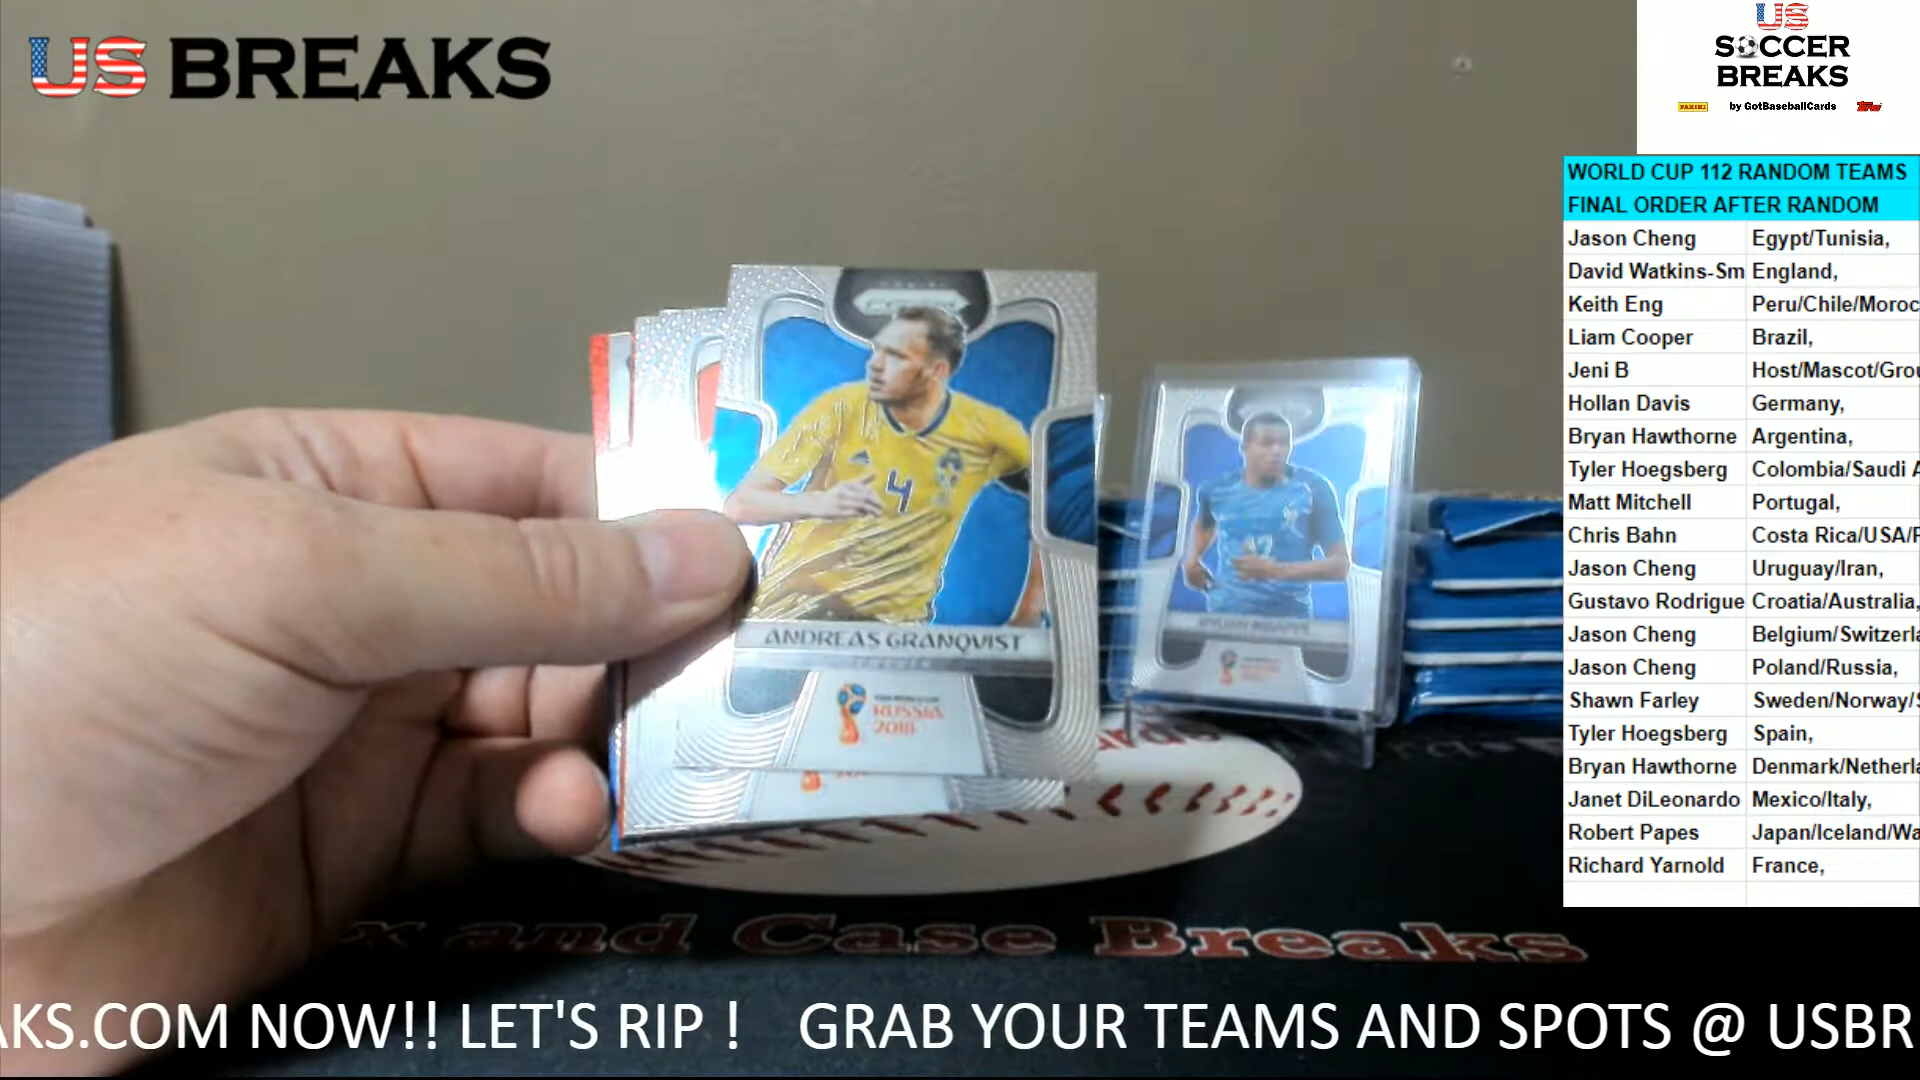 US BREAKS
US
SOCCER
BREAKS
PANINI by GotBaseballCards Topps
WORLD CUP 112 RANDOM TEAMS
FINAL ORDER AFTER RANDOM
Jason Cheng Egypt/Tunisia,
David Watkins-Sm England,
Keith Eng Peru/Chile/Moroc
Liam Cooper Brazil,
Jeni B Host/Mascot/Grou
Hollan Davis Germany,
Bryan Hawthorne Argentina,
Tyler Hoegsberg Colombia/Saudi A
Matt Mitchell Portugal,
Chris Bahn Costa Rica/USA/P
Jason Cheng Uruguay/Iran,
Gustavo Rodrigue Croatia/Australia,
Jason Cheng Belgium/Switzerla
Jason Cheng Poland/Russia,
Shawn Farley Sweden/Norway/S
Tyler Hoegsberg Spain,
Bryan Hawthorne Denmark/Netherla
Janet DiLeonardo Mexico/Italy,
Robert Papes Japan/Iceland/Wa
Richard Yarnold France,
PRIZM
4
ANDREAS GRANQVIST
RUSSIA
2018
x and Case Breaks
AKS.COM NOW!! LET'S RIP ! GRAB YOUR TEAMS AND SPOTS @ USBR